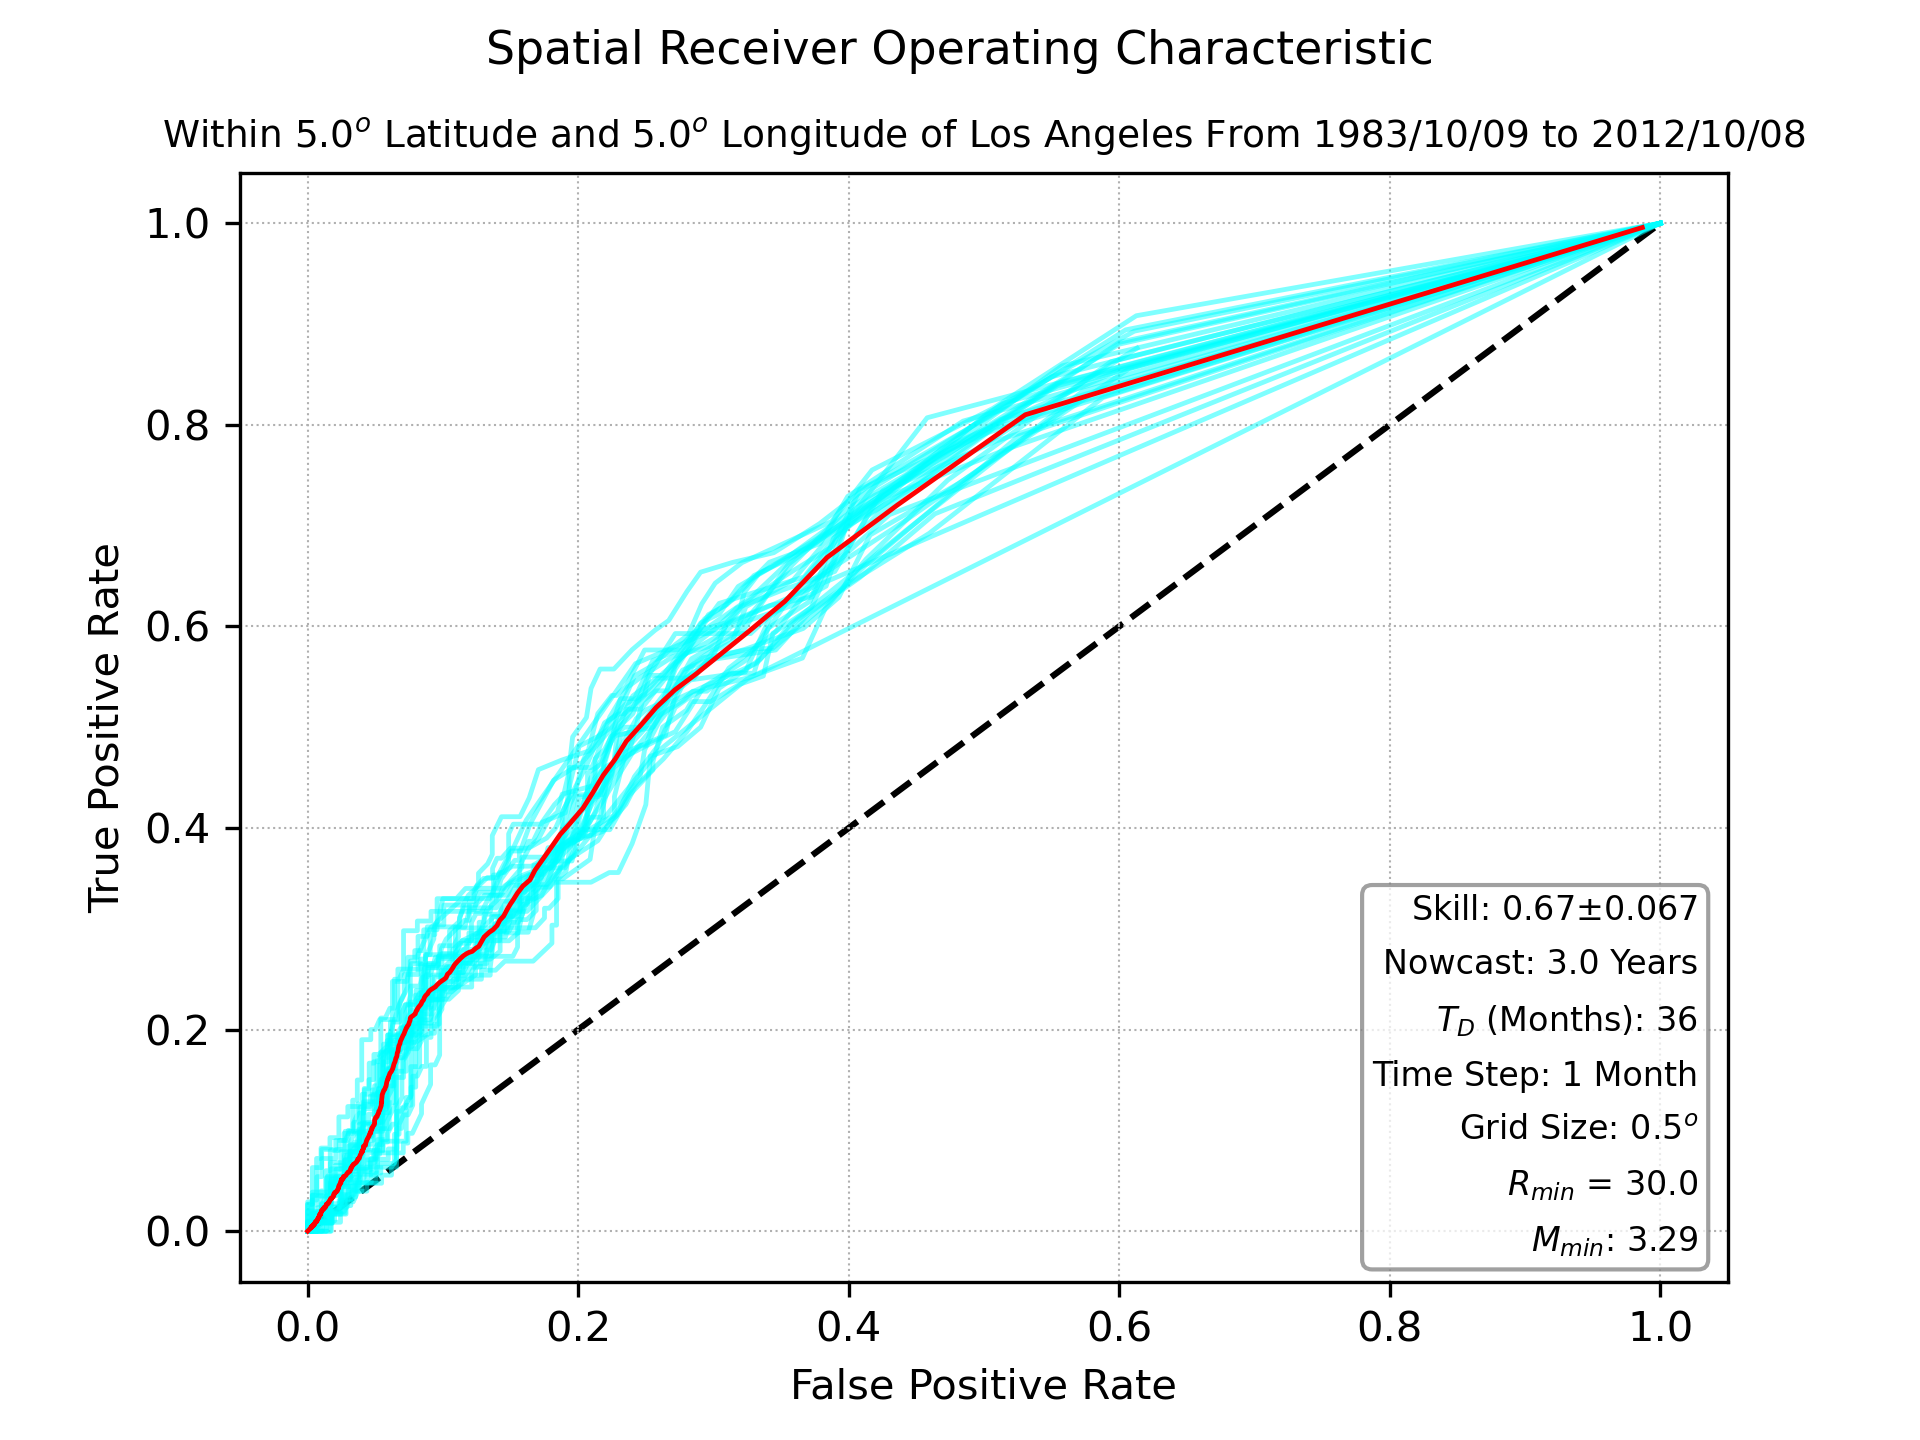 Spatial Receiver Operating Characteristic
Within 5.0° Latitude and 5.0° Longitude of Los Angeles From 1983/10/09 to 2012/10/08
1.0
0.8
0.6
0.4
0.2
0.0
True Positive Rate
Skill: 0.67±0.067
Nowcast: 3.0 Years
T_D (Months): 36
Time Step: 1 Month
Grid Size: 0.5°
R_min = 30.0
M_min: 3.29
0.0 0.2 0.4 0.6 0.8 1.0
False Positive Rate